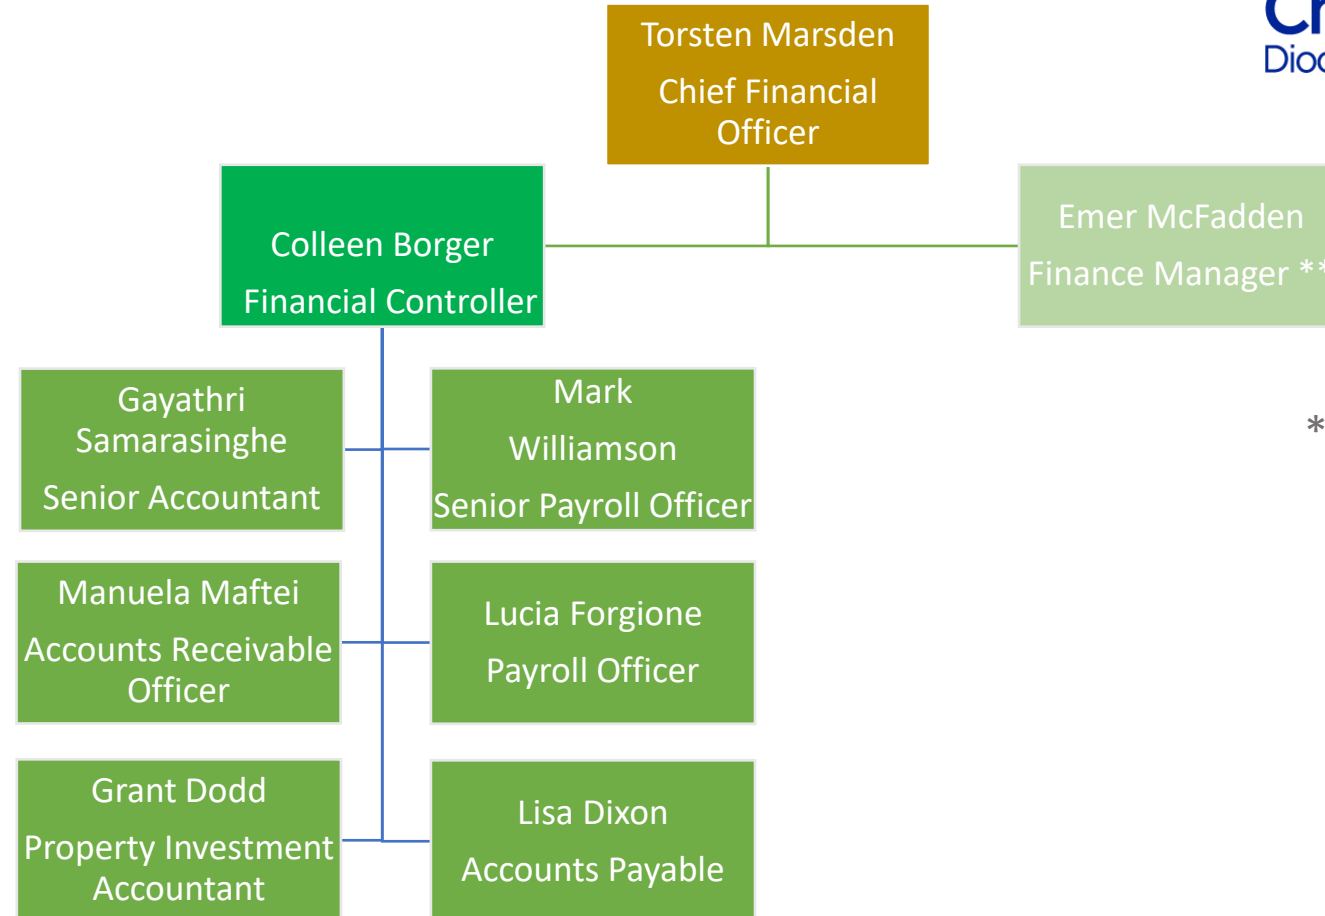 Torsten Marsden
Chief Financial
Officer
Colleen Borger
Financial Controller
Emer McFadden
Finance Manager **
Gayathri
Samarasinghe
Senior Accountant
Mark
Williamson
Senior Payroll Officer
*
Manuela Maftei
Accounts Receivable
Officer
Lucia Forgione
Payroll Officer
Grant Dodd
Property Investment
Accountant
Lisa Dixon
Accounts Payable